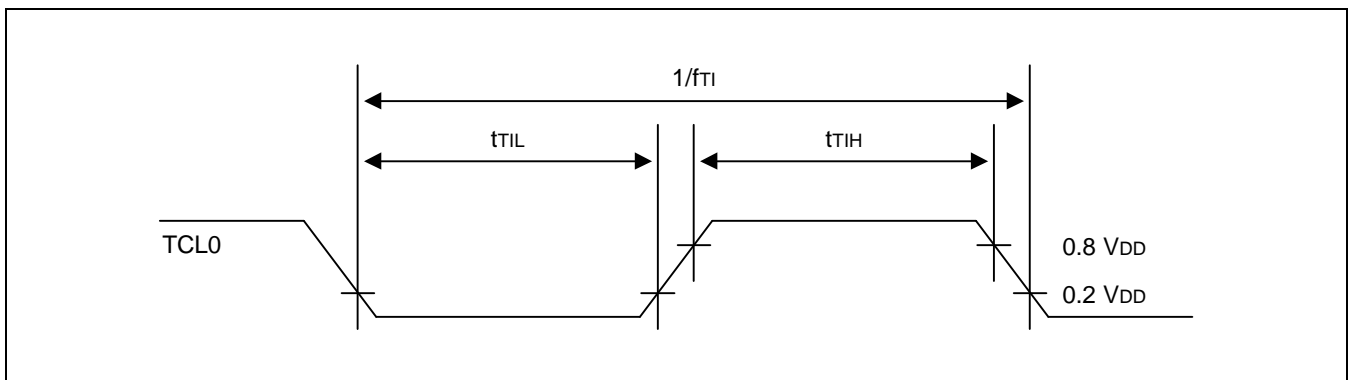 1/fTI
tTIL
tTIH
TCL0
0.8 VDD
0.2 VDD